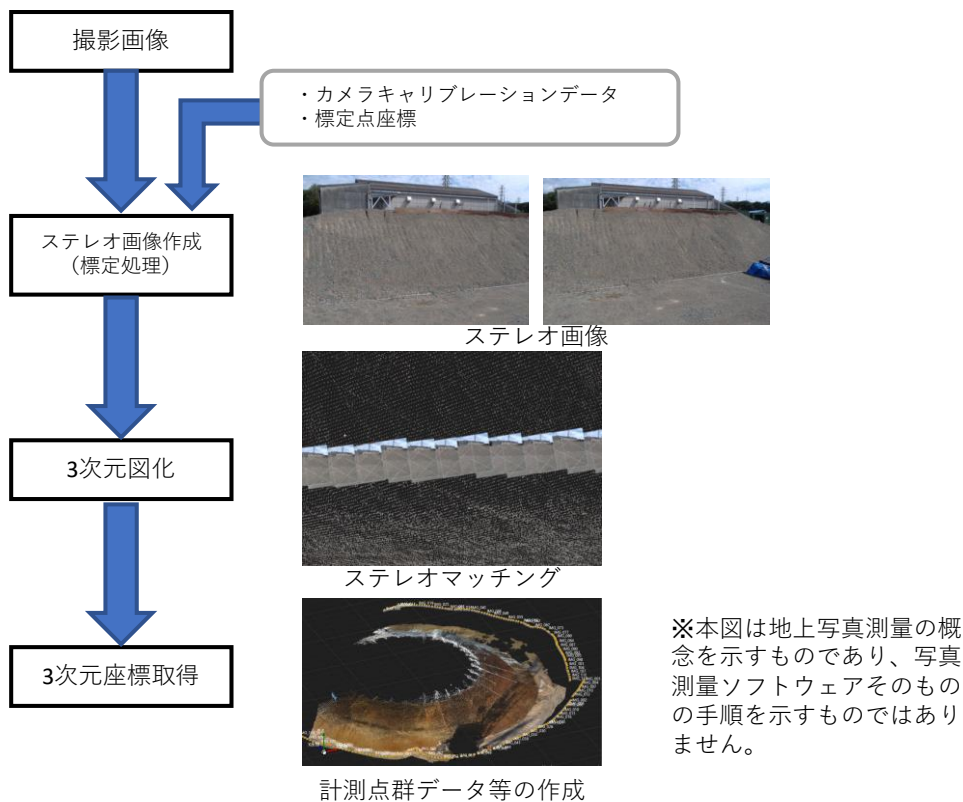 撮影画像
・カメラキャリブレーションデータ
・標定点座標
ステレオ画像作成
（標定処理）
ステレオ画像
3次元図化
ステレオマッチング
3次元座標取得
※本図は地上写真測量の概
念を示すものであり、写真
測量ソフトウェアそのもの
の手順を示すものではあり
ません。
計測点群データ等の作成